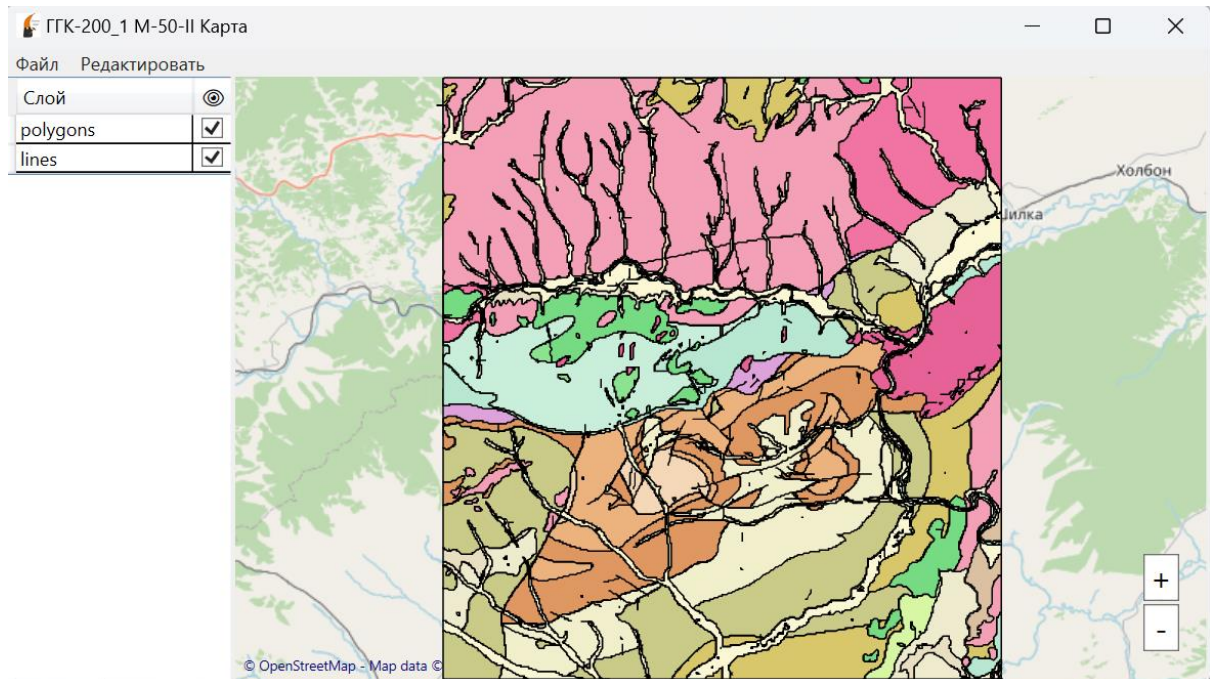 ГГК-200_1 M-50-II Карта
Файл Редактировать
Слой
polygons
lines
Холбон
Шилка
+
-
© OpenStreetMap - Map data ©